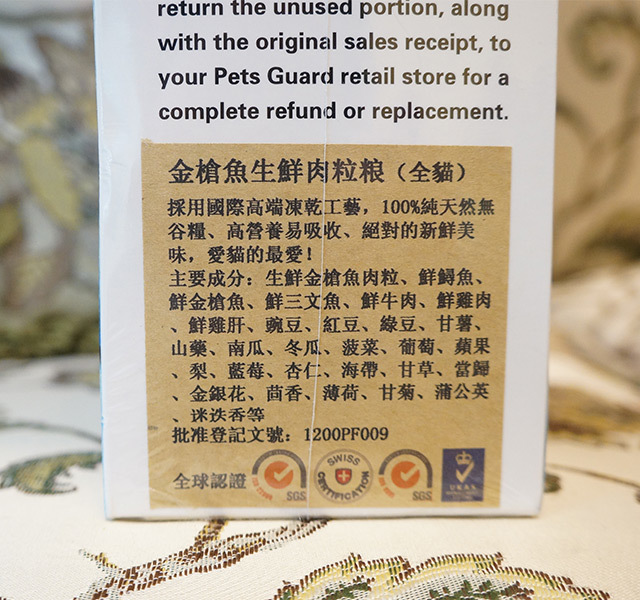 return the unused portion, along
with the original sales receipt, to
your Pets Guard retail store for a
complete refund or replacement.
金槍魚生鮮肉粒粮（全貓）
採用國際高端凍乾工藝，100%純天然無
谷糧、高營養易吸收、絕對的新鮮美
味，愛貓的最愛！
主要成分：生鮮金槍魚肉粒、鮮鱘魚、
鮮金槍魚、鮮三文魚、鮮牛肉、鮮雞肉
、鮮雞肝、豌豆、紅豆、綠豆、甘薯、
山藥、南瓜、冬瓜、菠菜、葡萄、蘋果
、梨、藍莓、杏仁、海帶、甘草、當歸
、金銀花、茴香、薄荷、甘菊、蒲公英
、迷迭香等
批准登記文號：1200PF009
全球認證
SGS
SWISS
CERTIFICATION
SGS
UKAS